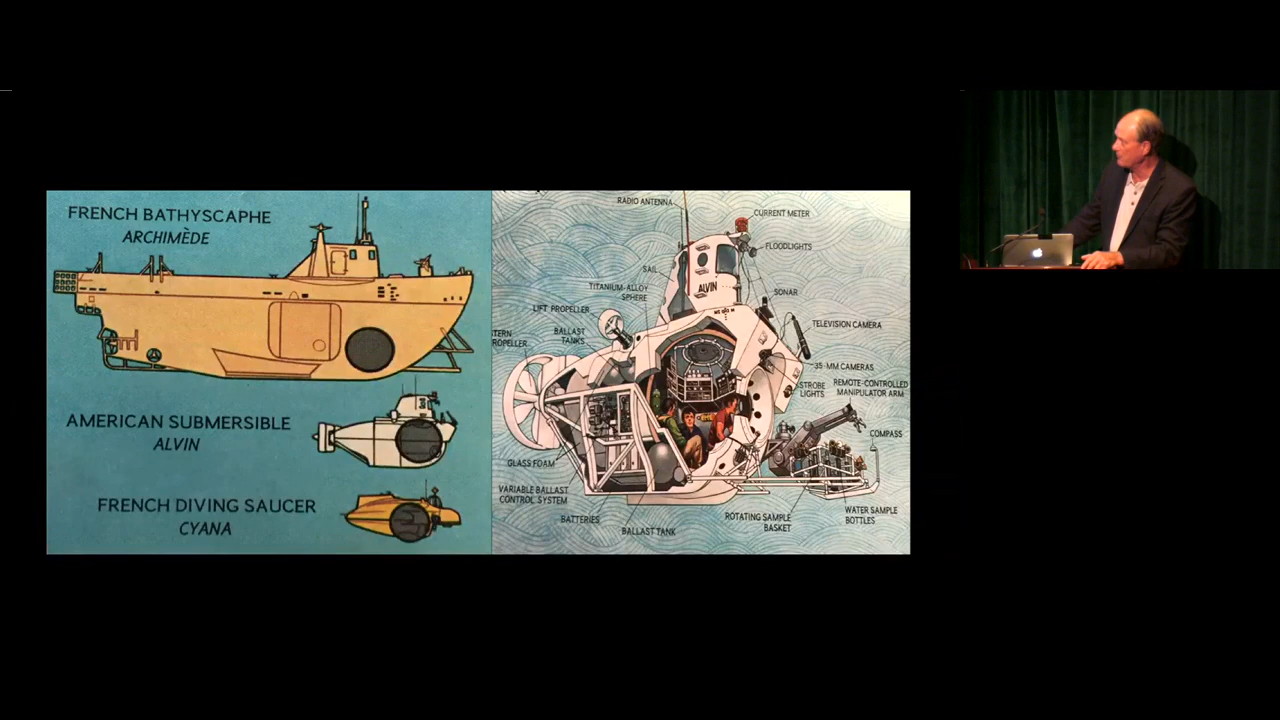 FRENCH BATHYSCAPHE
ARCHIMÈDE
AMERICAN SUBMERSIBLE
ALVIN
FRENCH DIVING SAUCER
CYANA
RADIO ANTENNA
CURRENT METER
FLOODLIGHTS
SAIL
TITANIUM-ALLOY
SPHERE
ALVIN
SONAR
LIFT PROPELLER
TELEVISION CAMERA
TERN
ROPELLER
BALLAST
TANKS
35 MM CAMERAS
STROBE
LIGHTS
REMOTE-CONTROLLED
MANIPULATOR ARM
COMPASS
GLASS FOAM
VARIABLE BALLAST
CONTROL SYSTEM
BATTERIES
BALLAST TANK
ROTATING SAMPLE
BASKET
WATER SAMPLE
BOTTLES